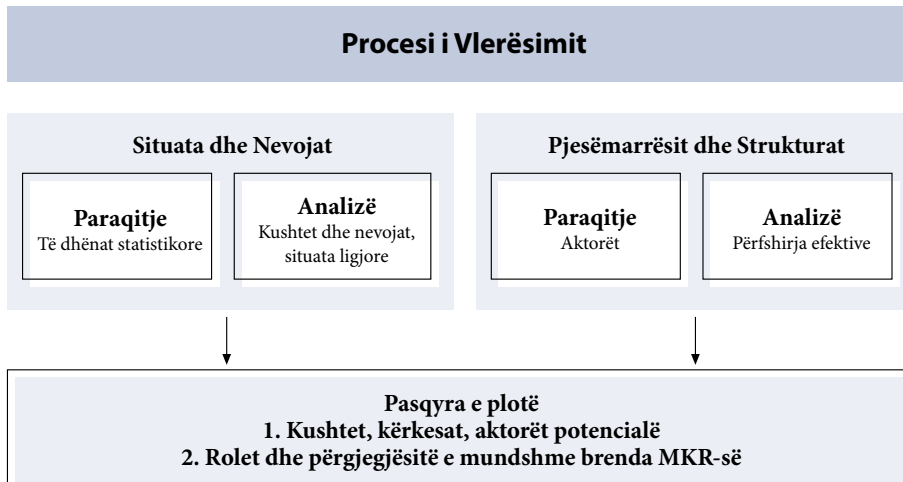 Procesi i Vlerësimit
Situata dhe Nevojat
Paraqitje
Të dhënat statistikore
Analizë
Kushtet dhe nevojat,
situata ligjore
Pjesëmarrësit dhe Strukturat
Paraqitje
Aktorët
Analizë
Përfshirja efektive
Pasqyra e plotë
1. Kushtet, kërkesat, aktorët potencialë
2. Rolet dhe përgjegjësitë e mundshme brenda MKR-së